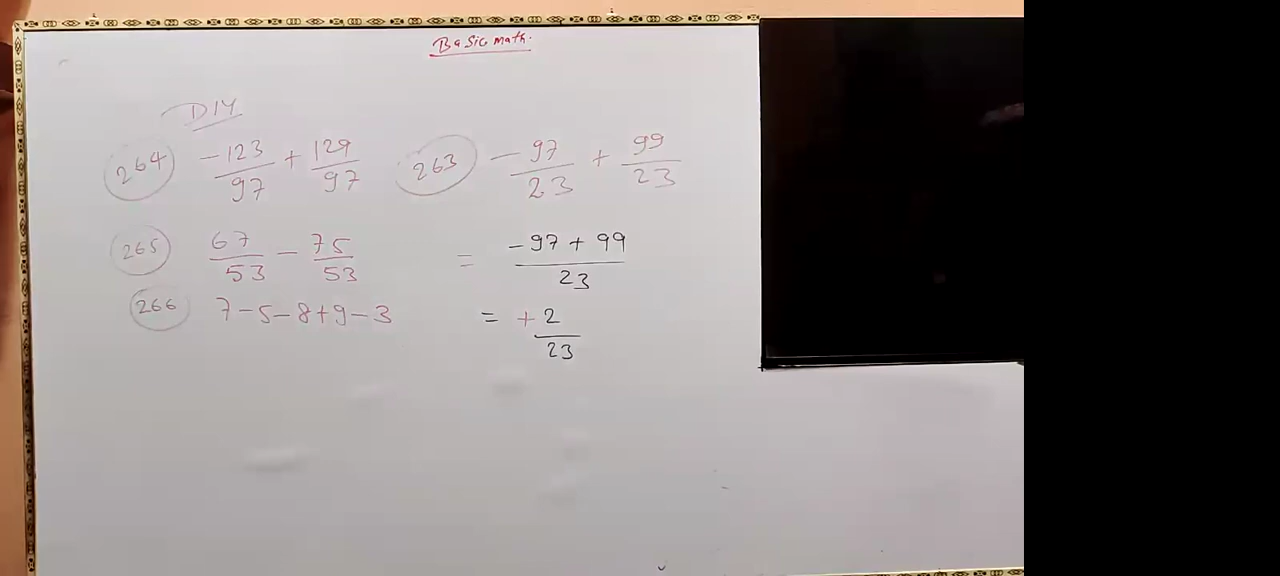 Basic math.
DIY
264 -123/97 + 129/97
263 - 97/23 + 99/23
265 67/53 - 75/53
= -97 + 99/23
266 7-5-8+9-3
= +2/23